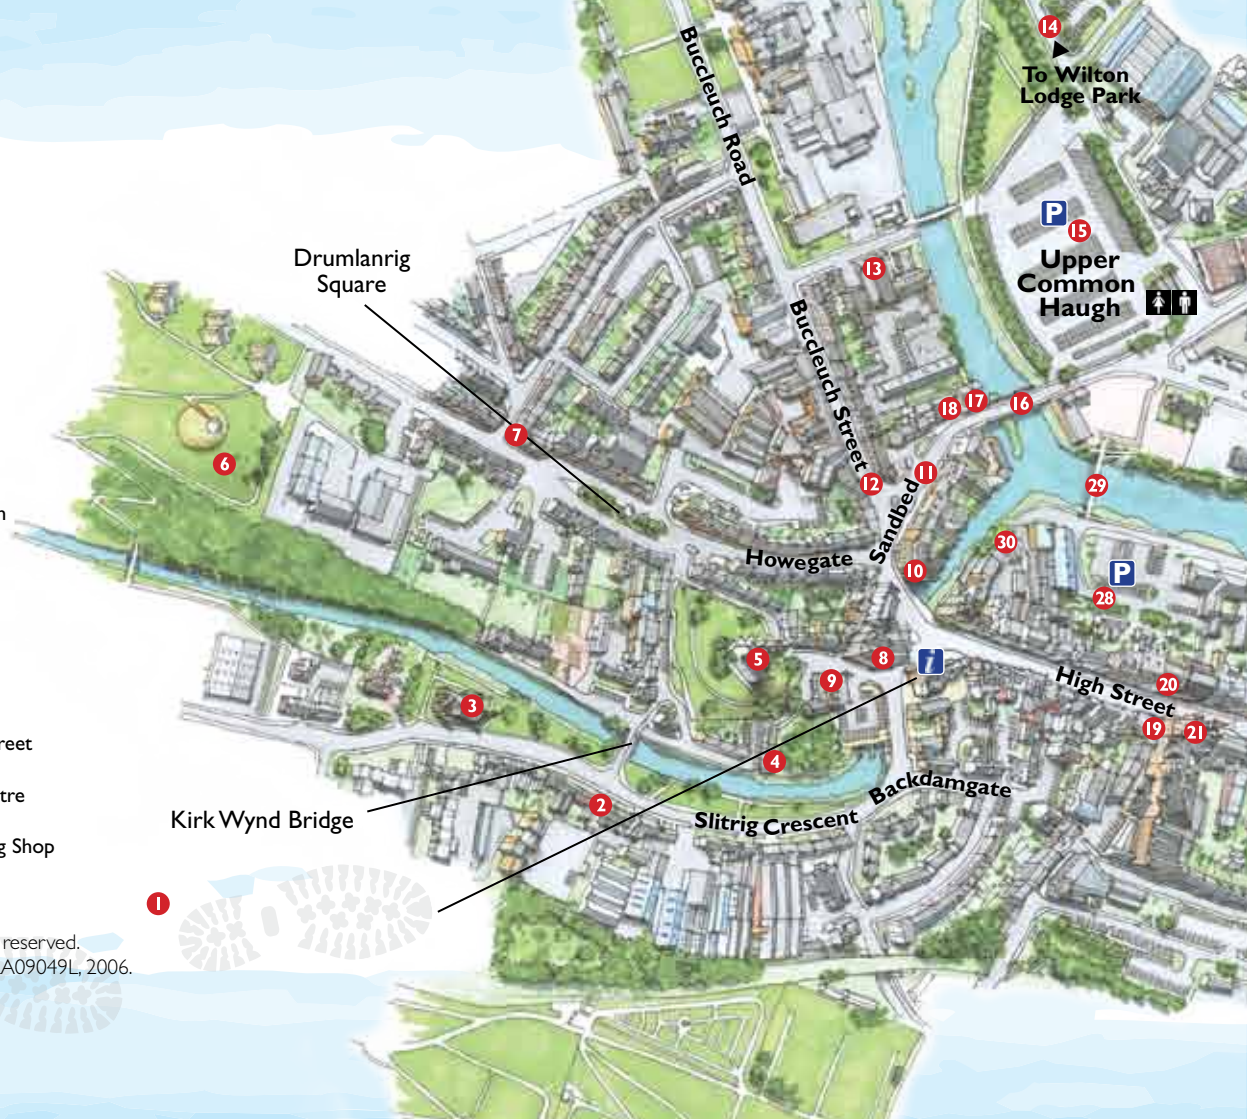 14
To Wilton
Lodge Park
Buccleuch Road
P
15
Upper
Common
Haugh
13
Drumlanrig
Square
Buccleuch Street
18
17
16
7
6
12
11
29
Sandbed
Howegate
10
30
P
28
5
8
i
9
High Street
20
19
21
3
4
Kirk Wynd Bridge
2
Slitrig Crescent
Backdamgate
1
n
reet
tre
g Shop
reserved.
A09049L, 2006.